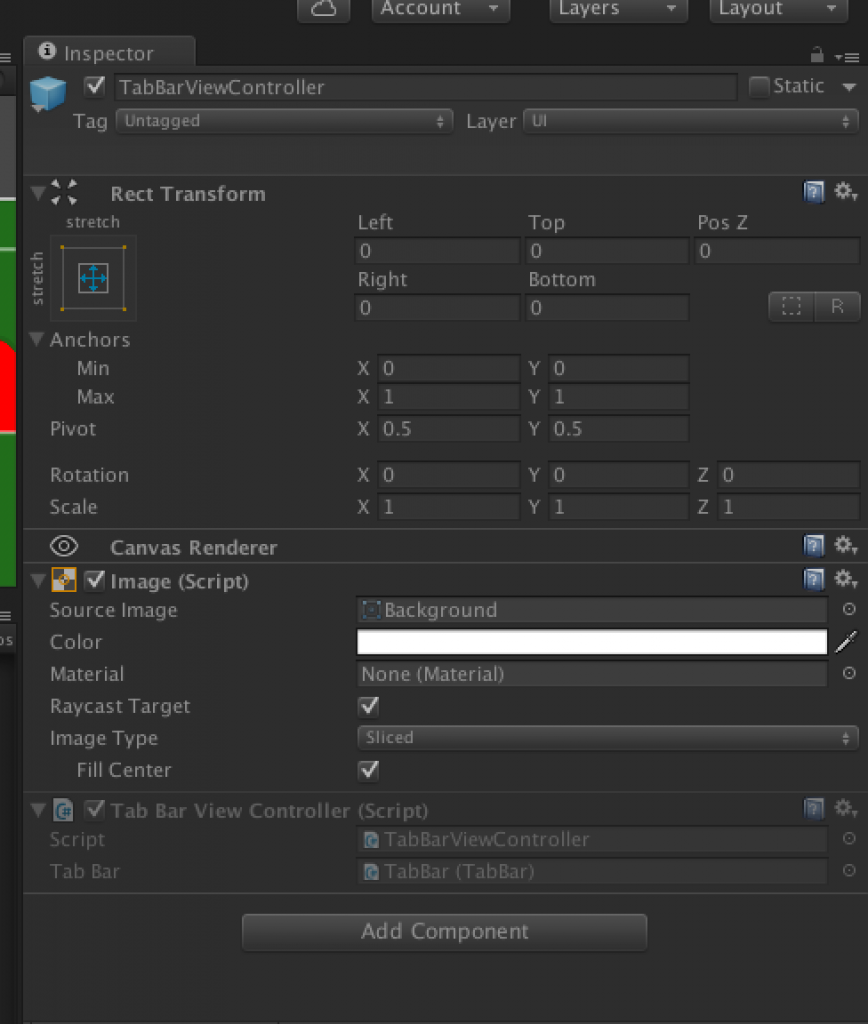 Account Layers Layout
Inspector
TabBarViewController Static
Tag Untagged Layer UI
Rect Transform
stretch Left Top Pos Z
stretch 0 0 0
Right Bottom
0 0 R
Anchors
Min X 0 Y 0
Max X 1 Y 1
Pivot X 0.5 Y 0.5
Rotation X 0 Y 0 Z 0
Scale X 1 Y 1 Z 1
Canvas Renderer
Image (Script)
Source Image Background
Color
Material None (Material)
Raycast Target
Image Type Sliced
Fill Center
Tab Bar View Controller (Script)
Script TabBarViewController
Tab Bar TabBar (TabBar)
Add Component